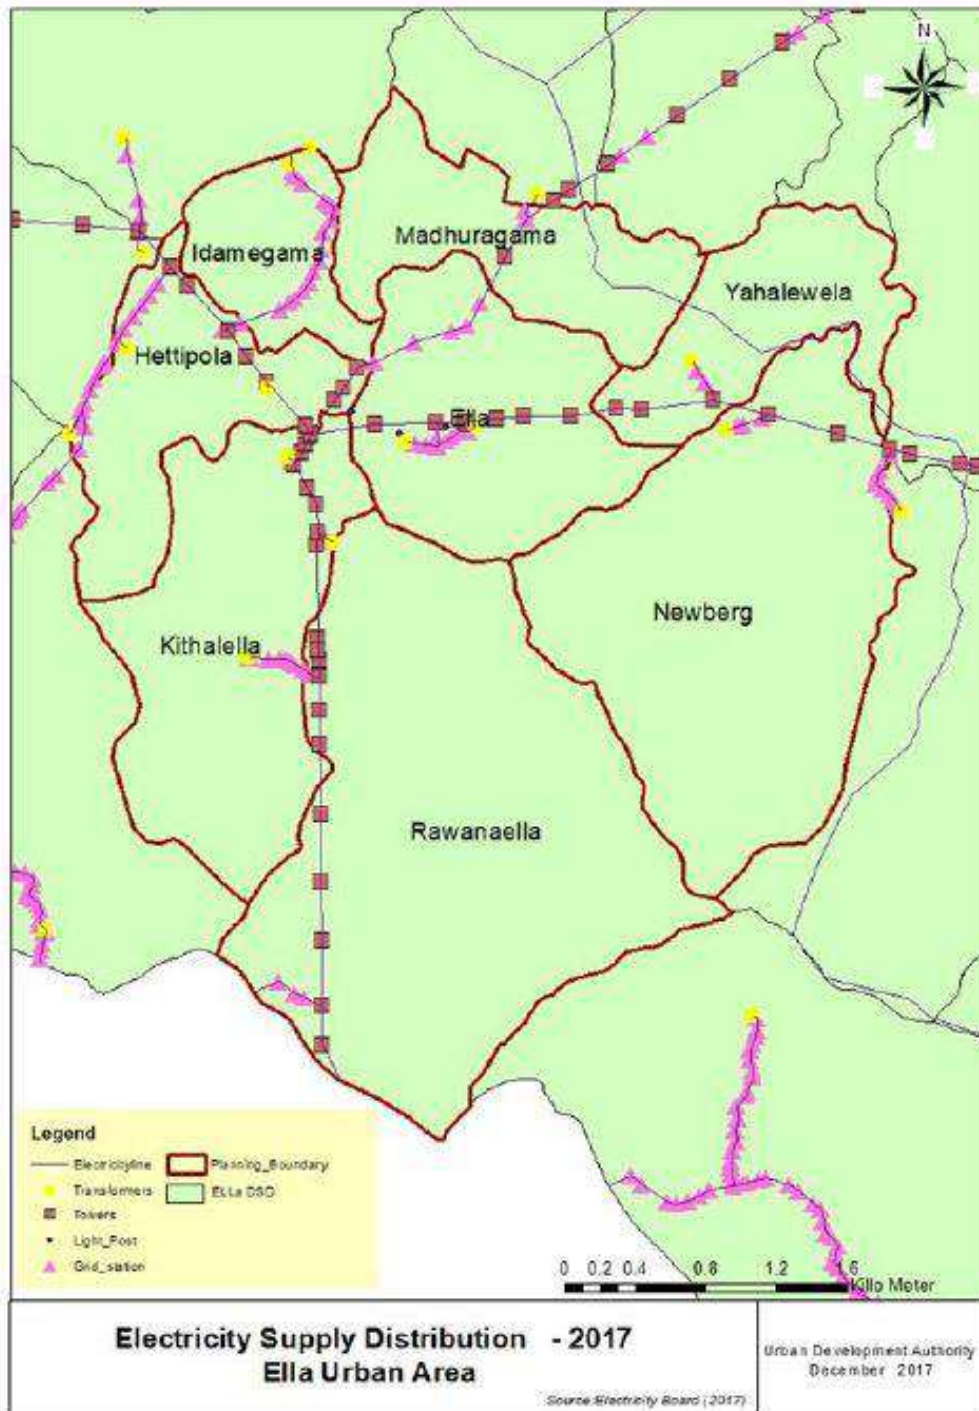 N
Madhuragama
Idamegama
Yahalewela
Hettipola
Ella
Newberg
Kithalella
Rawanaella
Legend
Electricityline
Planning_Boundary
Transformers
ELLa DSD
Towers
Light_Post
Grid_station
0 0.2 0.4 0.8 1.2 1.6
Killo Meter
Electricity Supply Distribution - 2017
Ella Urban Area
Urban Development Authority
December 2017
Source:Electricity Board (2017)